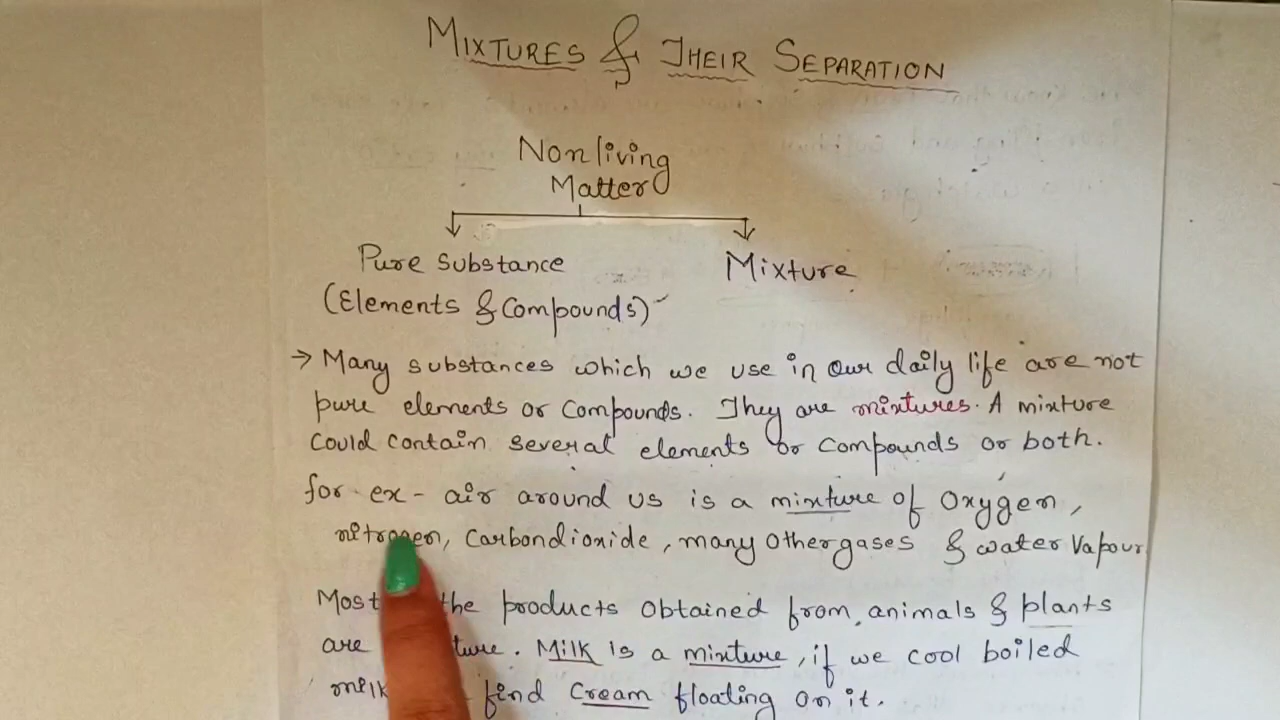 MIXTURES & THEIR SEPARATION
Nonliving
Matter
Pure Substance
Mixture
(Elements & Compounds)
→ Many substances which we use in our daily life are not
pure elements or compounds. They are mixtures. A mixture
could contain several elements or compounds or both.
for ex - air around us is a mixture of Oxygen,
nitrogen, Carbondioxide, many other gases & water Vapour
Most the products obtained from animals & plants
are ture. Milk is a mixture, if we cool boiled
milk find Cream floating on it.